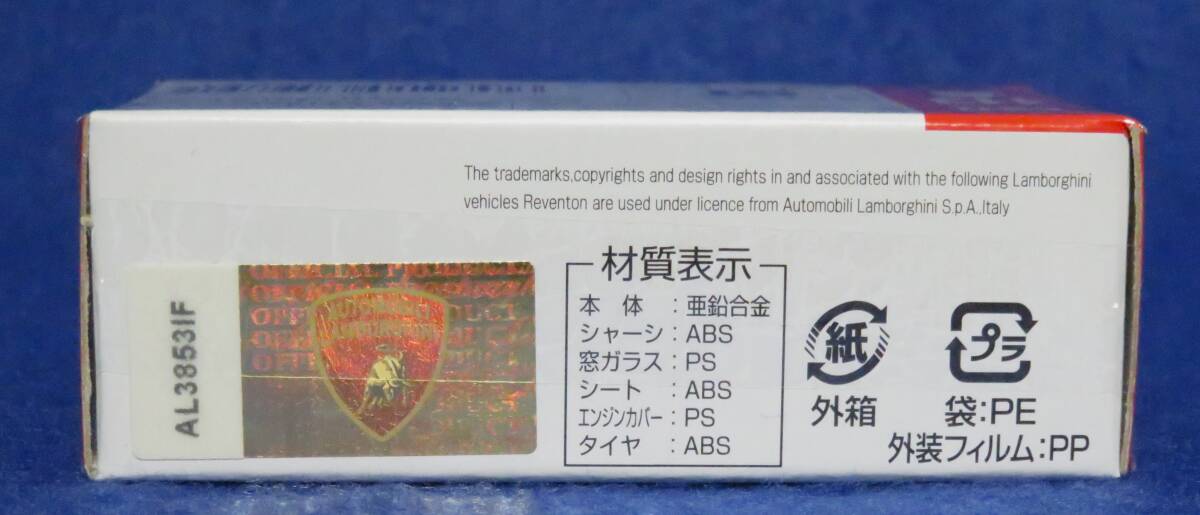 The trademarks,copyrights and design rights in and associated with the following Lamborghini
vehicles Reventon are used under licence from Automobili Lamborghini S.p.A.,Italy
AL3853IF
OFFICIAL PRODUCT
材質表示
本体:亜鉛合金
シャーシ:ABS
窓ガラス:PS
シート:ABS
エンジンカバー:PS
タイヤ:ABS
紙
外箱
プラ
袋:PE
外装フィルム:PP